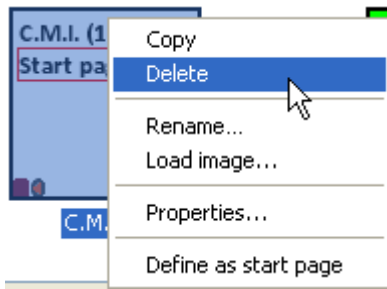 C.M.I. (1
Start pa
Copy
Delete
Rename...
Load image...
Properties...
Define as start page
C.M.